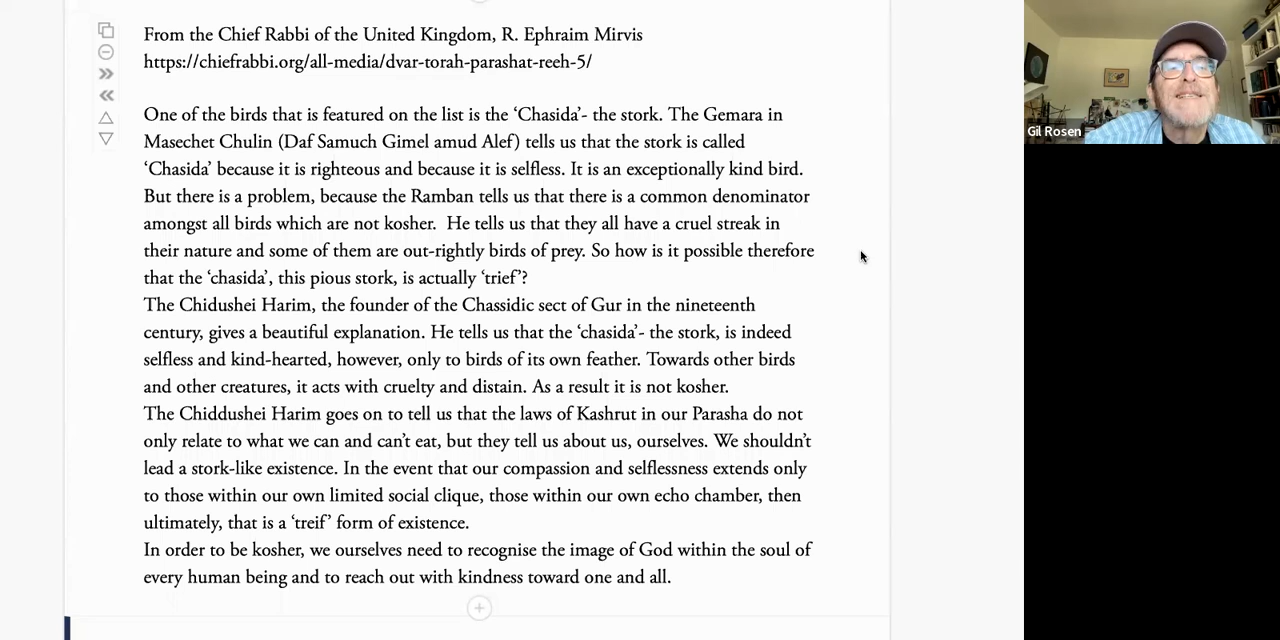 From the Chief Rabbi of the United Kingdom, R. Ephraim Mirvis
https://chiefrabbi.org/all-media/dvar-torah-parashat-reeh-5/
One of the birds that is featured on the list is the ‘Chasida’- the stork. The Gemara in
Masechet Chulin (Daf Samuch Gimel amud Alef) tells us that the stork is called
‘Chasida’ because it is righteous and because it is selfless. It is an exceptionally kind bird.
But there is a problem, because the Ramban tells us that there is a common denominator
amongst all birds which are not kosher.  He tells us that they all have a cruel streak in
their nature and some of them are out-rightly birds of prey. So how is it possible therefore
that the ‘chasida’, this pious stork, is actually ‘trief’?
The Chidushei Harim, the founder of the Chassidic sect of Gur in the nineteenth
century, gives a beautiful explanation. He tells us that the ‘chasida’- the stork, is indeed
selfless and kind-hearted, however, only to birds of its own feather. Towards other birds
and other creatures, it acts with cruelty and distain. As a result it is not kosher.
The Chiddushei Harim goes on to tell us that the laws of Kashrut in our Parasha do not
only relate to what we can and can’t eat, but they tell us about us, ourselves. We shouldn’t
lead a stork-like existence. In the event that our compassion and selflessness extends only
to those within our own limited social clique, those within our own echo chamber, then
ultimately, that is a ‘treif’ form of existence.
In order to be kosher, we ourselves need to recognise the image of God within the soul of
every human being and to reach out with kindness toward one and all.
Gil Rosen